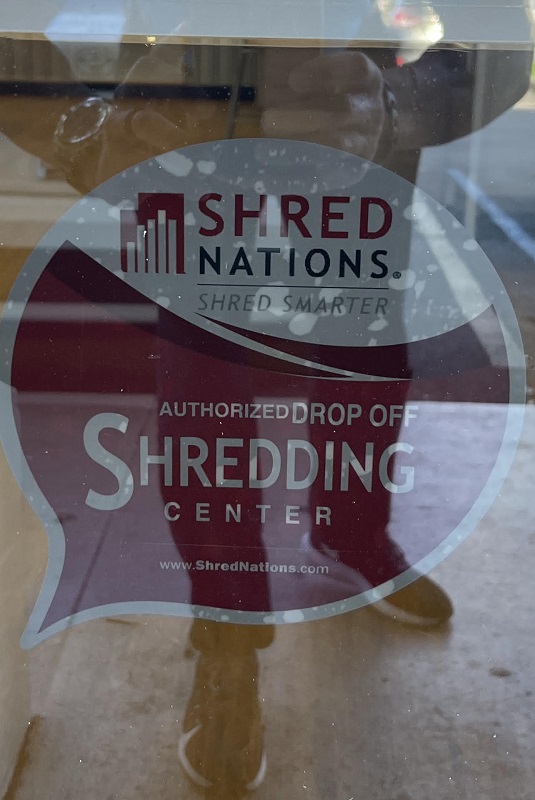 SHRED
NATIONS®
SHRED SMARTER
AUTHORIZED DROP OFF
SHREDDING
CENTER
www.ShredNations.com